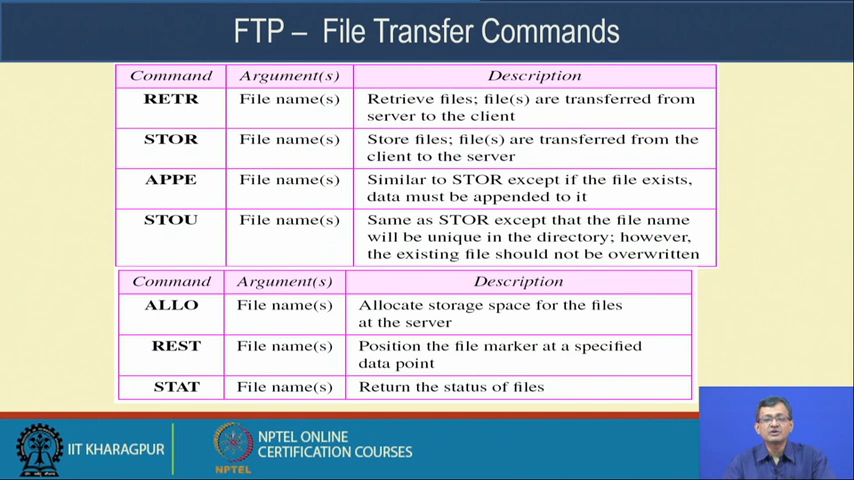 FTP – File Transfer Commands
Command Argument(s) Description
RETR File name(s) Retrieve files; file(s) are transferred from
server to the client
STOR File name(s) Store files; file(s) are transferred from the
client to the server
APPE File name(s) Similar to STOR except if the file exists,
data must be appended to it
STOU File name(s) Same as STOR except that the file name
will be unique in the directory; however,
the existing file should not be overwritten
Command Argument(s) Description
ALLO File name(s) Allocate storage space for the files
at the server
REST File name(s) Position the file marker at a specified
data point
STAT File name(s) Return the status of files
IIT KHARAGPUR
NPTEL ONLINE
CERTIFICATION COURSES
NPTEL